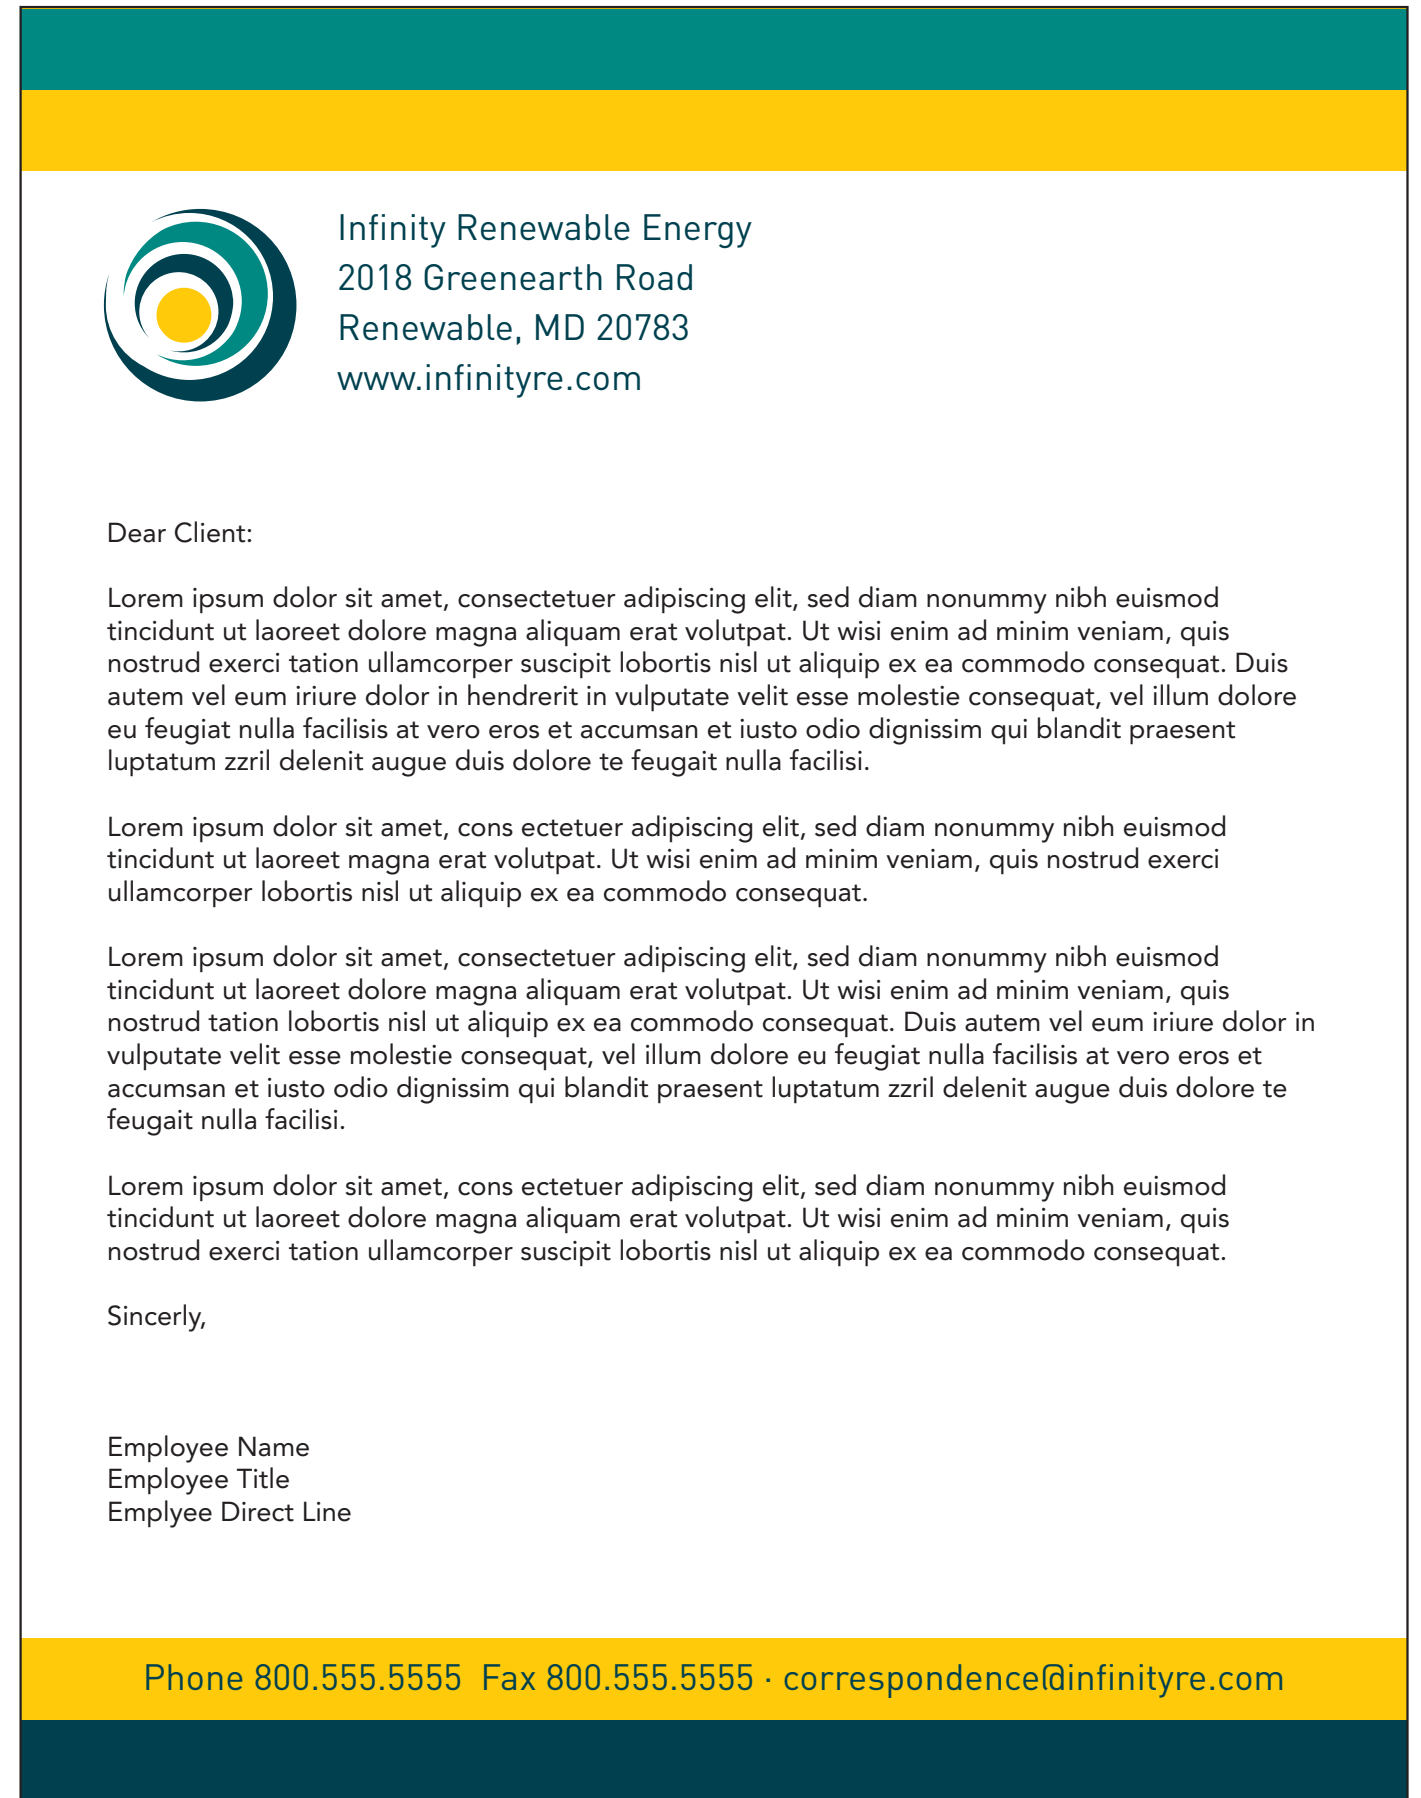 Infinity Renewable Energy
2018 Greenearth Road
Renewable, MD 20783
www.infinityre.com
Dear Client:
Lorem ipsum dolor sit amet, consectetuer adipiscing elit, sed diam nonummy nibh euismod
tincidunt ut laoreet dolore magna aliquam erat volutpat. Ut wisi enim ad minim veniam, quis
nostrud exerci tation ullamcorper suscipit lobortis nisl ut aliquip ex ea commodo consequat. Duis
autem vel eum iriure dolor in hendrerit in vulputate velit esse molestie consequat, vel illum dolore
eu feugiat nulla facilisis at vero eros et accumsan et iusto odio dignissim qui blandit praesent
luptatum zzril delenit augue duis dolore te feugait nulla facilisi.
Lorem ipsum dolor sit amet, cons ectetuer adipiscing elit, sed diam nonummy nibh euismod
tincidunt ut laoreet magna erat volutpat. Ut wisi enim ad minim veniam, quis nostrud exerci
ullamcorper lobortis nisl ut aliquip ex ea commodo consequat.
Lorem ipsum dolor sit amet, consectetuer adipiscing elit, sed diam nonummy nibh euismod
tincidunt ut laoreet dolore magna aliquam erat volutpat. Ut wisi enim ad minim veniam, quis
nostrud tation lobortis nisl ut aliquip ex ea commodo consequat. Duis autem vel eum iriure dolor in
vulputate velit esse molestie consequat, vel illum dolore eu feugiat nulla facilisis at vero eros et
accumsan et iusto odio dignissim qui blandit praesent luptatum zzril delenit augue duis dolore te
feugait nulla facilisi.
Lorem ipsum dolor sit amet, cons ectetuer adipiscing elit, sed diam nonummy nibh euismod
tincidunt ut laoreet dolore magna aliquam erat volutpat. Ut wisi enim ad minim veniam, quis
nostrud exerci tation ullamcorper suscipit lobortis nisl ut aliquip ex ea commodo consequat.
Sincerly,
Employee Name
Employee Title
Emplyee Direct Line
Phone 800.555.5555  Fax 800.555.5555 · correspondence@infinityre.com